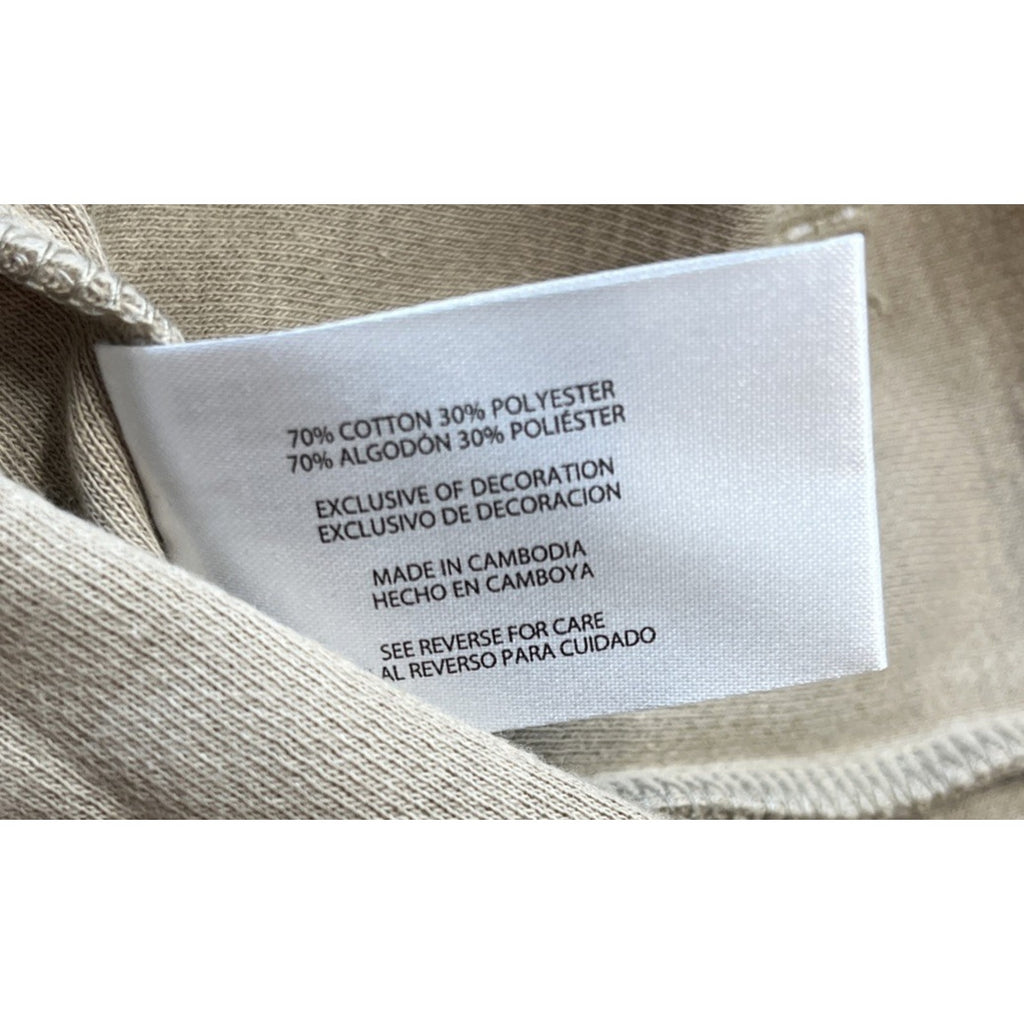 70% COTTON 30% POLYESTER
70% ALGODÓN 30% POLIÉSTER
EXCLUSIVE OF DECORATION
EXCLUSIVO DE DECORACION
MADE IN CAMBODIA
HECHO EN CAMBOYA
SEE REVERSE FOR CARE
AL REVERSO PARA CUIDADO